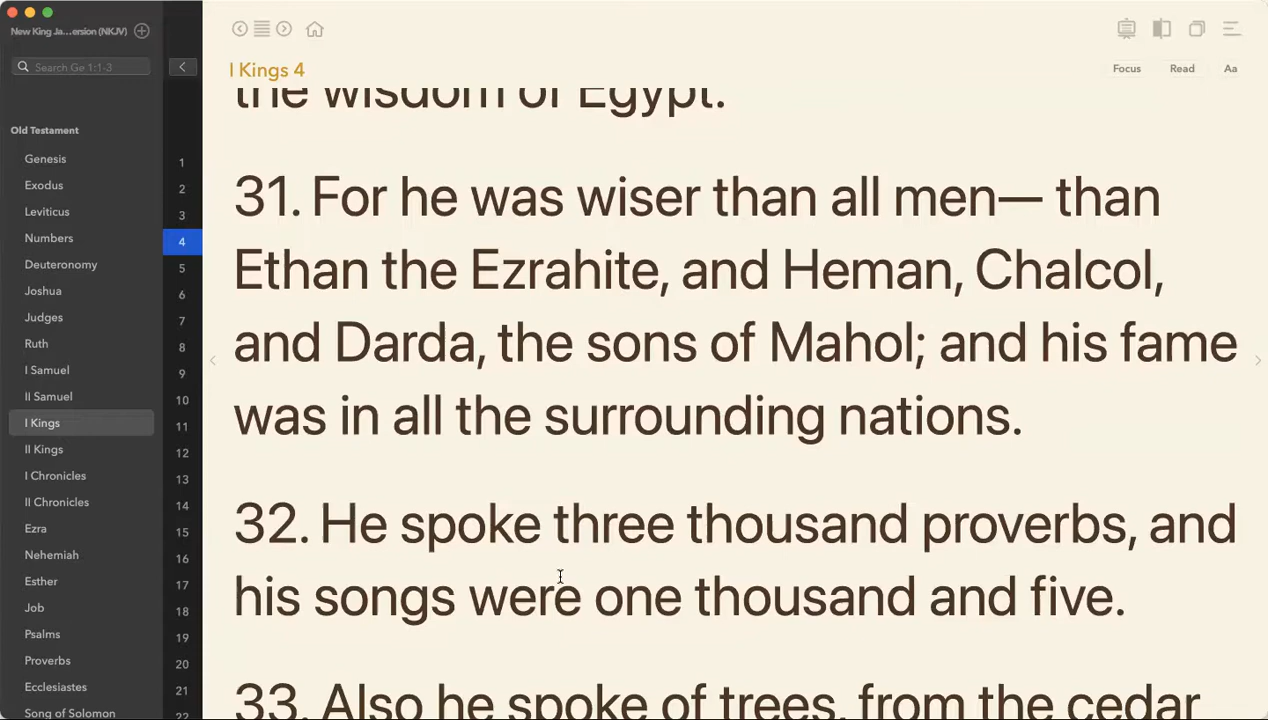 New King Ja...ersion (NKJV)
Search Ge 1:1-3
Old Testament
Genesis
Exodus
Leviticus
Numbers
Deuteronomy
Joshua
Judges
Ruth
I Samuel
II Samuel
I Kings
II Kings
I Chronicles
II Chronicles
Ezra
Nehemiah
Esther
Job
Psalms
Proverbs
Ecclesiastes
Song of Solomon
1
2
3
4
5
6
7
8
9
10
11
12
13
14
15
16
17
18
19
20
21
22
I Kings 4
Focus Read Aa
the wisdom of Egypt.
31. For he was wiser than all men— than
Ethan the Ezrahite, and Heman, Chalcol,
and Darda, the sons of Mahol; and his fame
was in all the surrounding nations.
32. He spoke three thousand proverbs, and
his songs were one thousand and five.
33. Also he spoke of trees, from the cedar